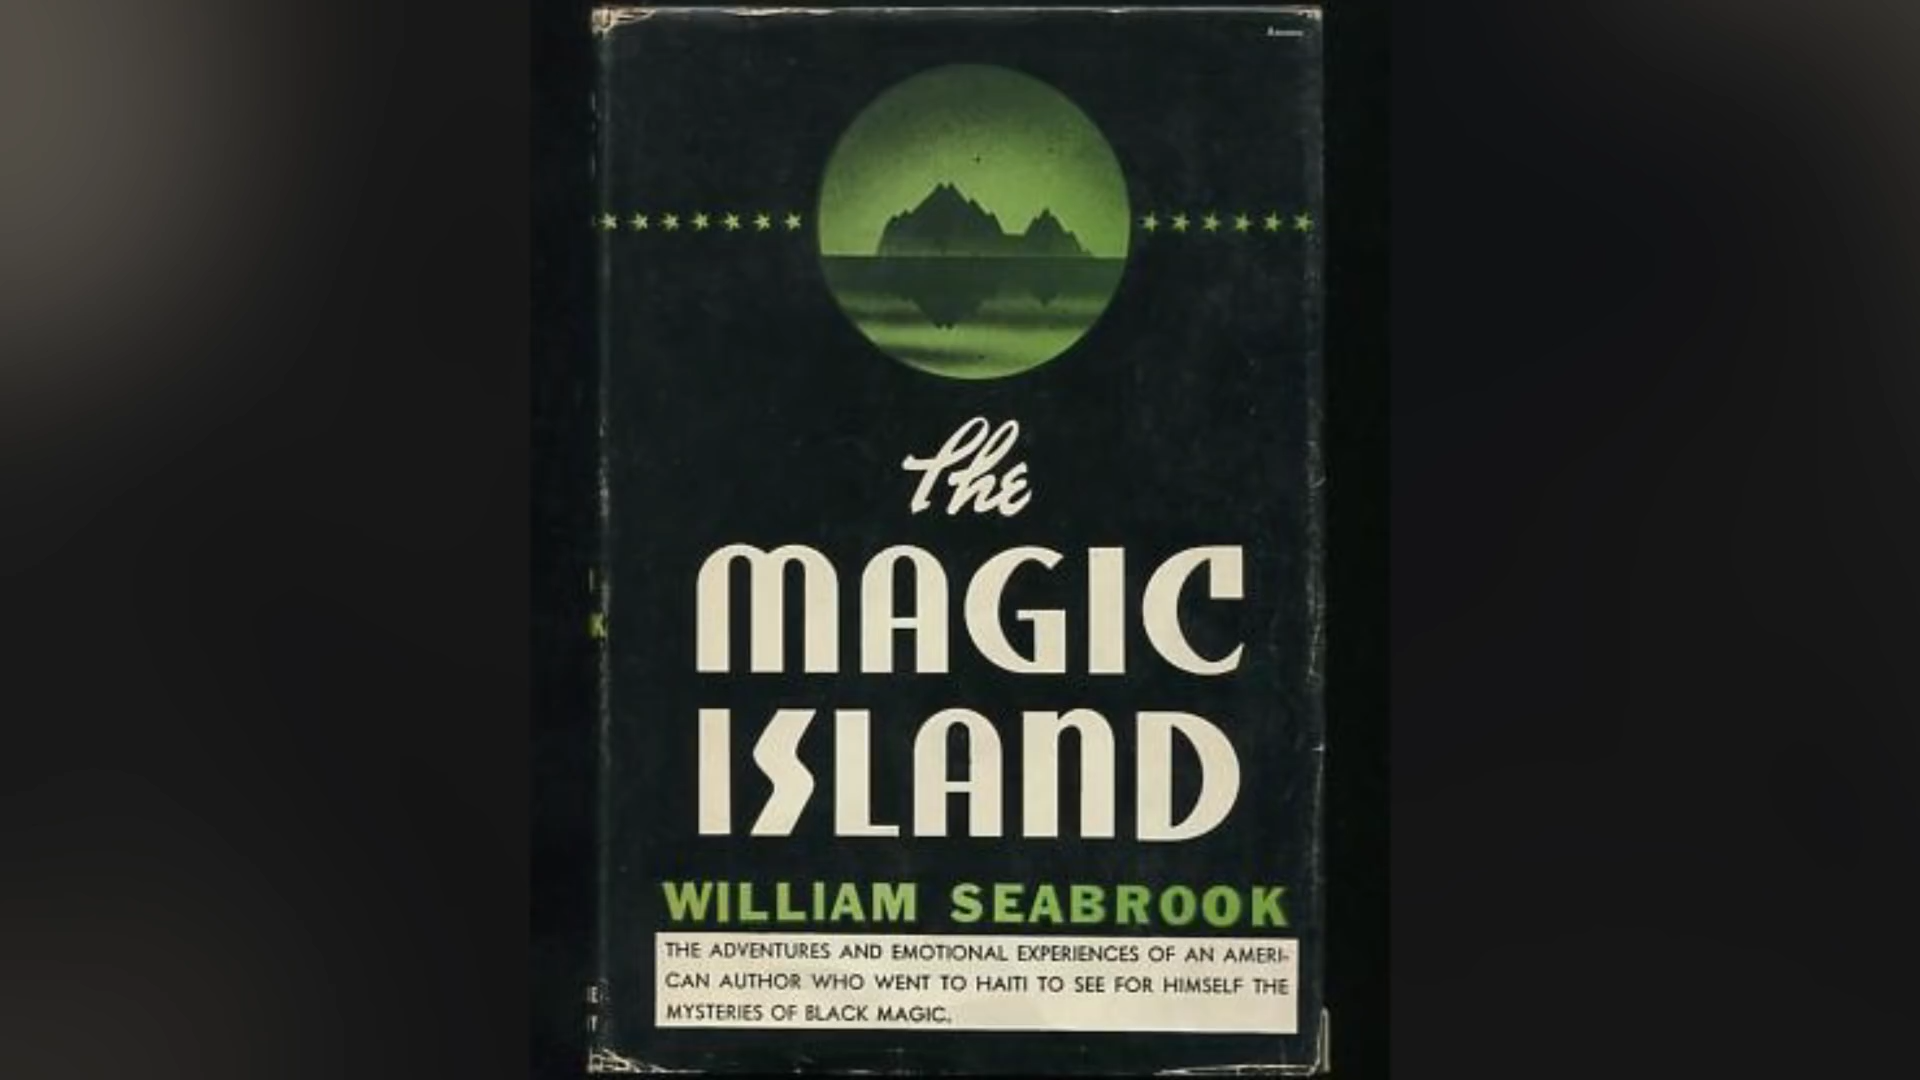 The
MAGIC
ISLAND
WILLIAM SEABROOK
THE ADVENTURES AND EMOTIONAL EXPERIENCES OF AN AMERI-
CAN AUTHOR WHO WENT TO HAITI TO SEE FOR HIMSELF THE
MYSTERIES OF BLACK MAGIC.